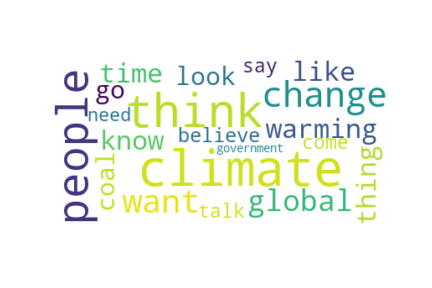 people
time
look
say
like
go
think
change
need
know
believe
warming
government
come
coal
climate
thing
want
talk
global